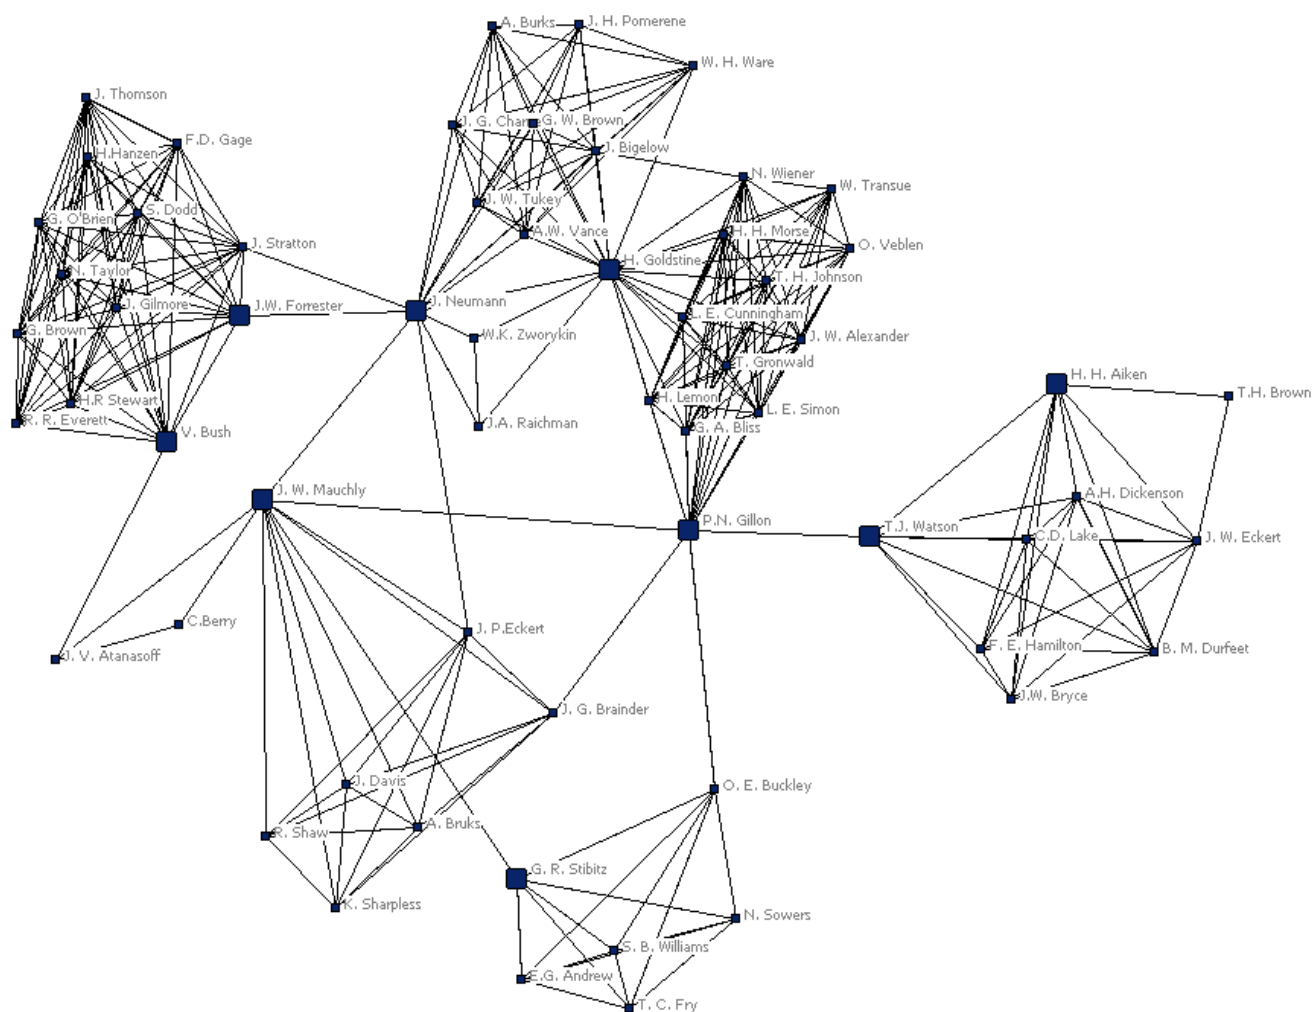 A. Burks
J. H. Pomerene
W. H. Ware
J. Thomson
J. G. Char
G. W. Brown
F.D. Gage
J. Bigelow
H.Hanzen
N. Wiener
W. Transue
J. W. Tukey
G. O'Brien
S. Dodd
A.W. Vance
H. H. Morse
J. Stratton
O. Veblen
H. Goldstine
N. Taylor
T. H. Johnson
J. Gilmore
J.W. Forrester
J. Neumann
L. E. Cunningham
G. Brown
W.K. Zworykin
J. W. Alexander
T. Gronwald
H. H. Aiken
T.H. Brown
H.R Stewart
H. Lemon
L. E. Simon
R. R. Everett
J.A. Raichman
G. A. Bliss
V. Bush
J. W. Mauchly
A.H. Dickenson
P.N. Gillon
T.J. Watson
C.D. Lake
J. W. Eckert
C.Berry
J. P.Eckert
F. E. Hamilton
B. M. Durfeet
J. V. Atanasoff
J.W. Bryce
J. G. Brainder
J. Davis
O. E. Buckley
R. Shaw
A. Bruks
G. R. Stibitz
K. Sharpless
N. Sowers
S. B. Williams
E.G. Andrew
T. C. Fry